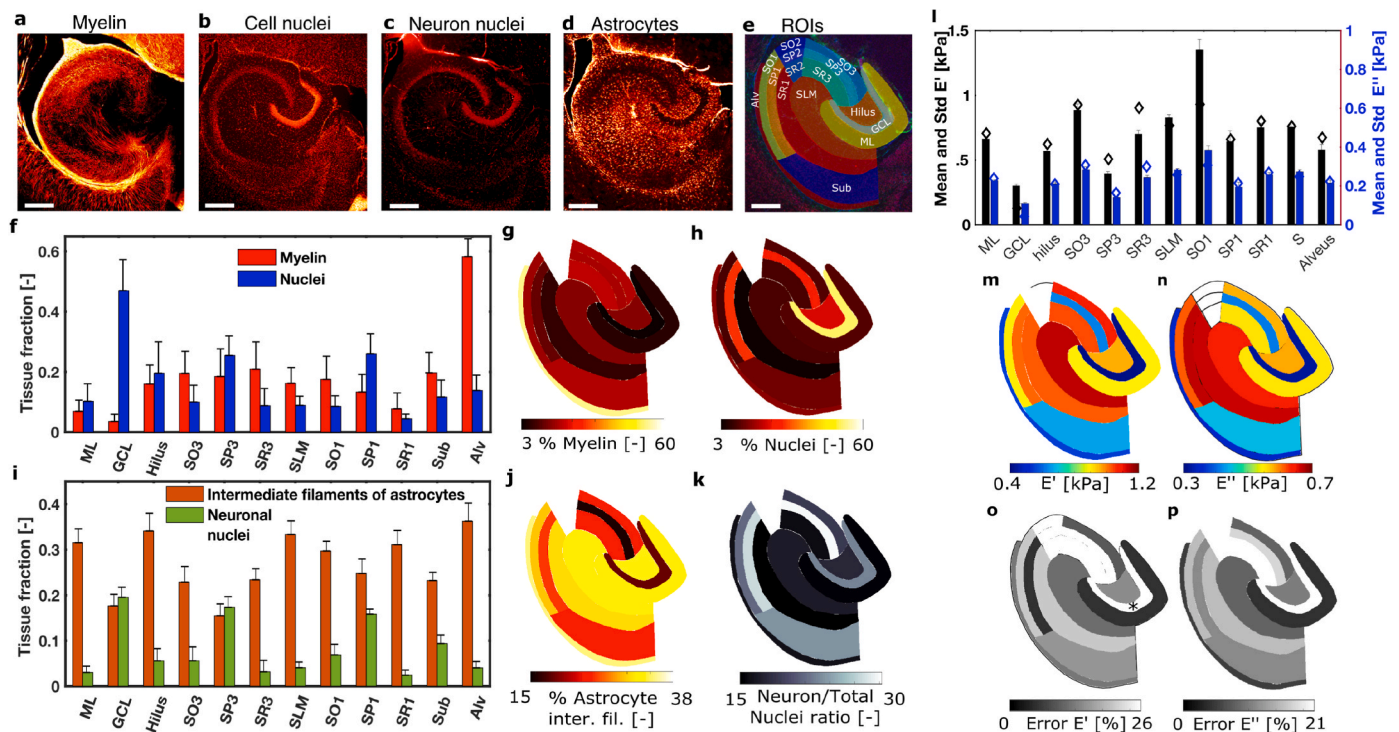 a Myelin
b Cell nuclei
c Neuron nuclei
d Astrocytes
e ROIs
SO2
SP2
SR2
SO1
SP1
SR1
SO3
SP3
SR3
SLM
Alv
Hilus
GCL
ML
Sub
f
Tissue fraction [-]
0.6
0.4
0.2
0
Myelin
Nuclei
ML GCL Hilus SO3 SP3 SR3 SLM SO1 SP1 SR1 Sub Alv
g
3 % Myelin [-] 60
h
3 % Nuclei [-] 60
i
Tissue fraction [-]
0.4
0.3
0.2
0.1
0
Intermediate filaments of astrocytes
Neuronal
nuclei
ML GCL Hilus SO3 SP3 SR3 SLM SO1 SP1 SR1 Sub Alv
j
15 % Astrocyte 38
inter. fil. [-]
k
15 Neuron/Total 30
Nuclei ratio [-]
l
Mean and Std E' [kPa]
1.5
1
.5
0
Mean and Std E'' [kPa]
1
0.8
0.6
0.4
0.2
0
ML GCL hilus SO3 SP3 SR3 SLM SO1 SP1 SR1 S Alveus
m
0.4 E' [kPa] 1.2
n
0.3 E'' [kPa] 0.7
o
*
0 Error E' [%] 26
p
0 Error E'' [%] 21